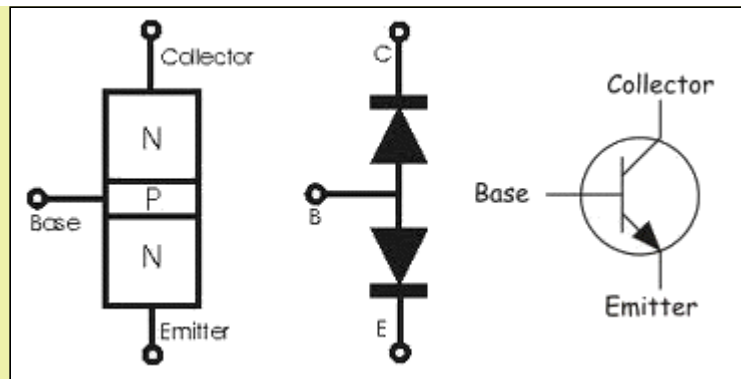 Collector
N
P
N
Base
Emitter
C
B
E
Collector
Base
Emitter